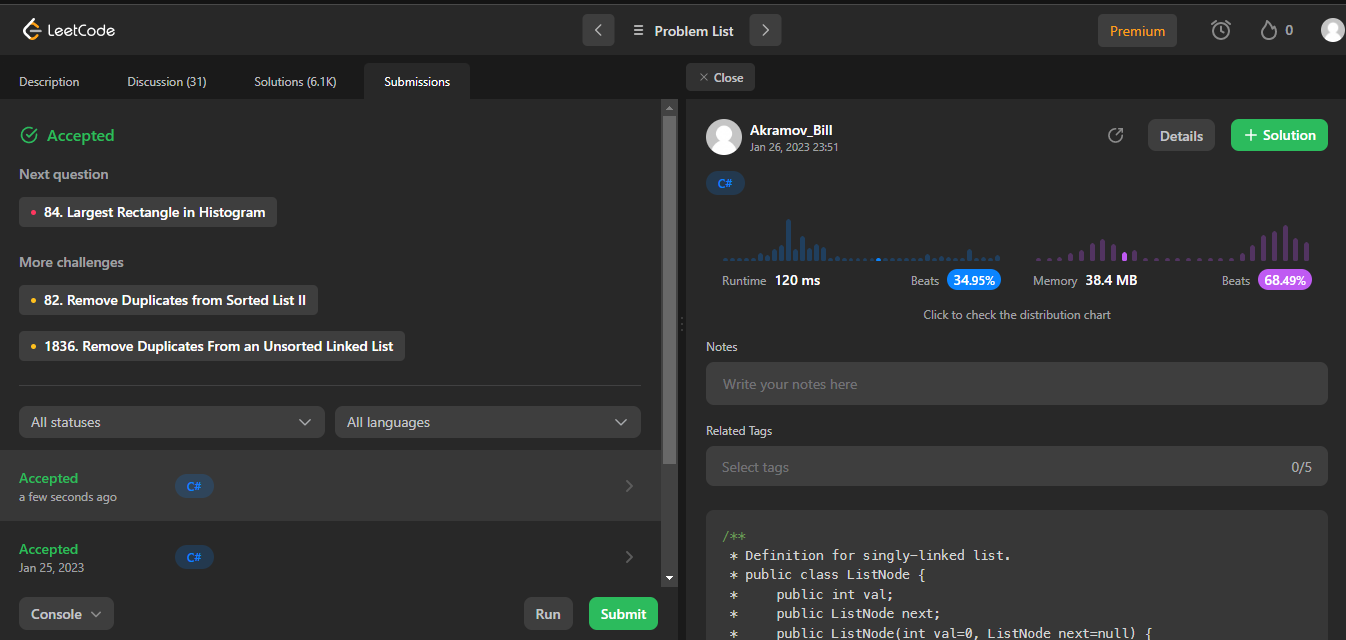 LeetCode
Problem List
Premium
0
Description
Discussion (31)
Solutions (6.1K)
Submissions
Close
Accepted
Next question
84. Largest Rectangle in Histogram
More challenges
82. Remove Duplicates from Sorted List II
1836. Remove Duplicates From an Unsorted Linked List
All statuses
All languages
Accepted
a few seconds ago
C#
Accepted
Jan 25, 2023
C#
Console
Run
Submit
Akramov_Bill
Jan 26, 2023 23:51
Details
+ Solution
C#
Runtime 120 ms
Beats 34.95%
Memory 38.4 MB
Beats 68.49%
Click to check the distribution chart
Notes
Write your notes here
Related Tags
Select tags
0/5
/**
* Definition for singly-linked list.
* public class ListNode {
*     public int val;
*     public ListNode next;
*     public ListNode(int val=0, ListNode next=null) {